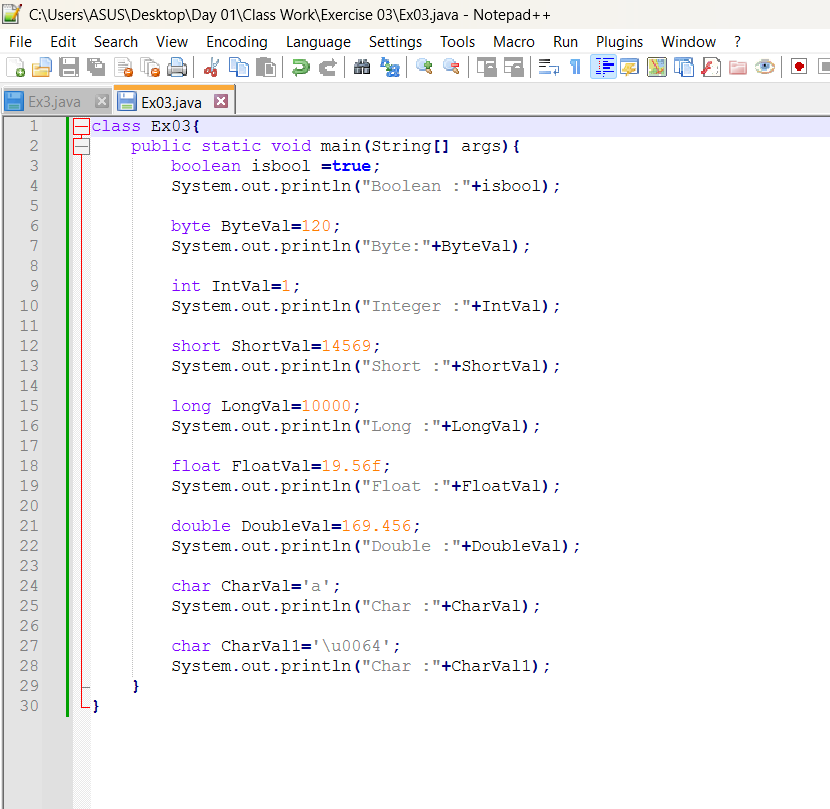 C:\Users\ASUS\Desktop\Day 01\Class Work\Exercise 03\Ex03.java - Notepad++
File Edit Search View Encoding Language Settings Tools Macro Run Plugins Window ?
Ex3.java Ex03.java
1 class Ex03{
2 public static void main(String[] args){
3 boolean isbool =true;
4 System.out.println("Boolean :"+isbool);
5
6 byte ByteVal=120;
7 System.out.println("Byte:"+ByteVal);
8
9 int IntVal=1;
10 System.out.println("Integer :"+IntVal);
11
12 short ShortVal=14569;
13 System.out.println("Short :"+ShortVal);
14
15 long LongVal=10000;
16 System.out.println("Long :"+LongVal);
17
18 float FloatVal=19.56f;
19 System.out.println("Float :"+FloatVal);
20
21 double DoubleVal=169.456;
22 System.out.println("Double :"+DoubleVal);
23
24 char CharVal='a';
25 System.out.println("Char :"+CharVal);
26
27 char CharVal1='\u0064';
28 System.out.println("Char :"+CharVal1);
29 }
30 }